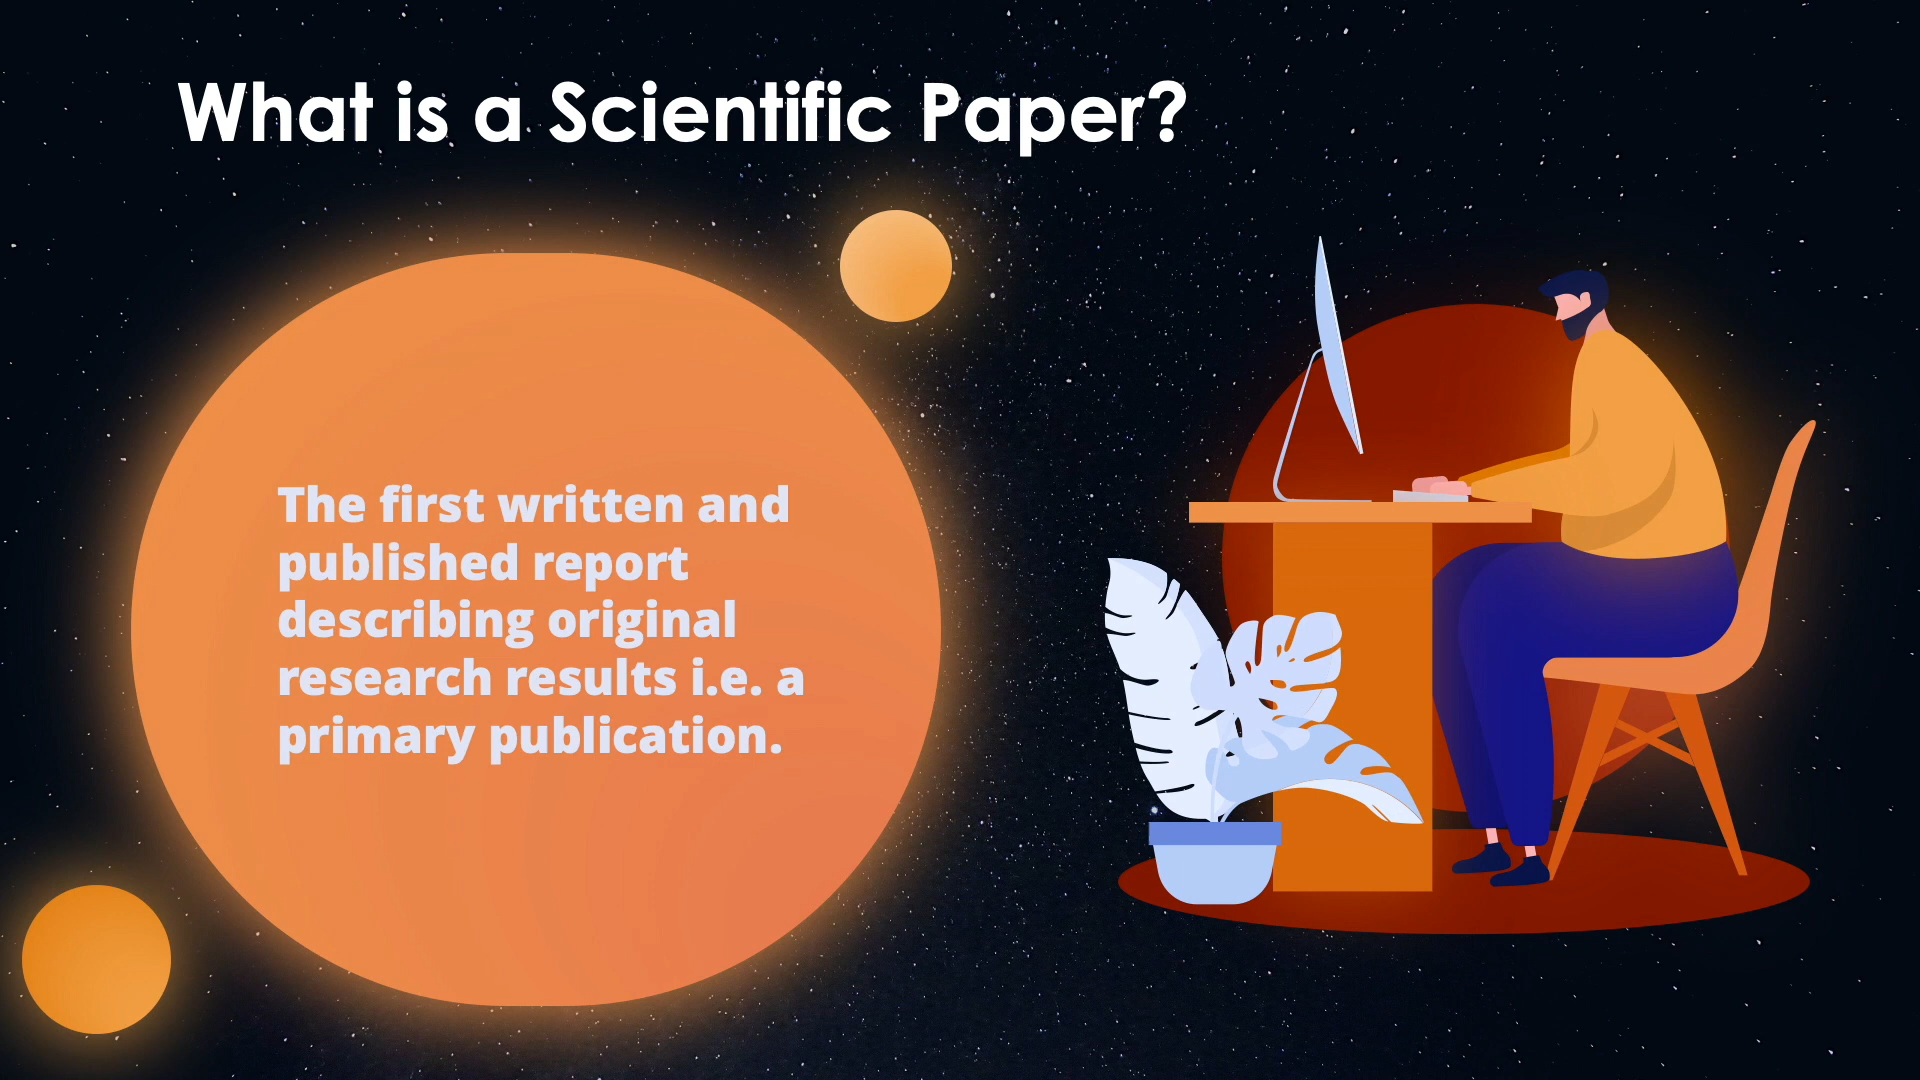 What is a Scientific Paper?
The first written and
published report
describing original
research results i.e. a
primary publication.